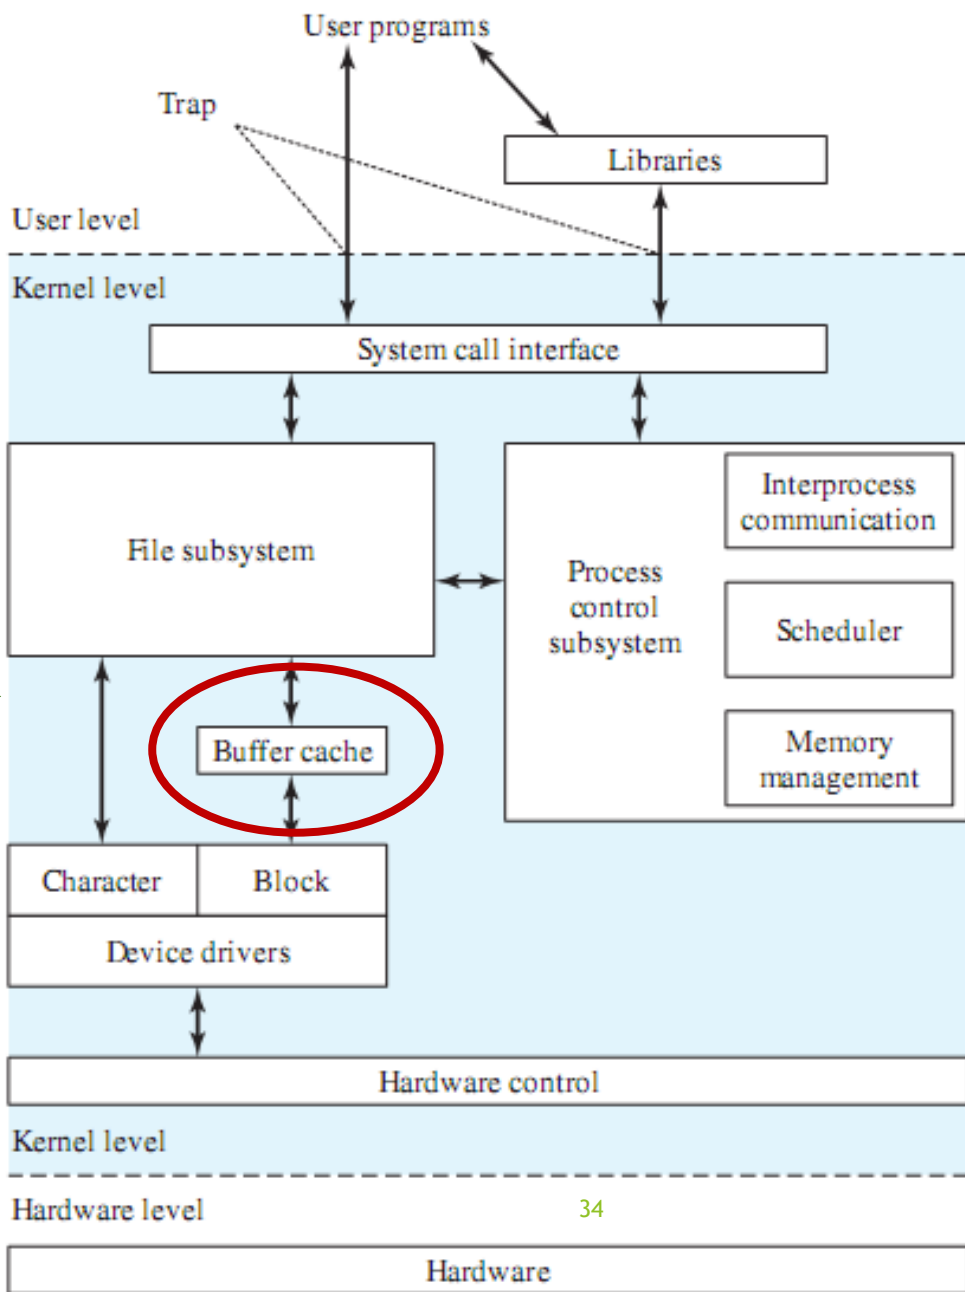 User programs
Trap
Libraries
User level
Kernel level
System call interface
File subsystem
Process
control
subsystem
Interprocess
communication
Scheduler
Memory
management
Buffer cache
Character
Block
Device drivers
Hardware control
Kernel level
Hardware level
34
Hardware